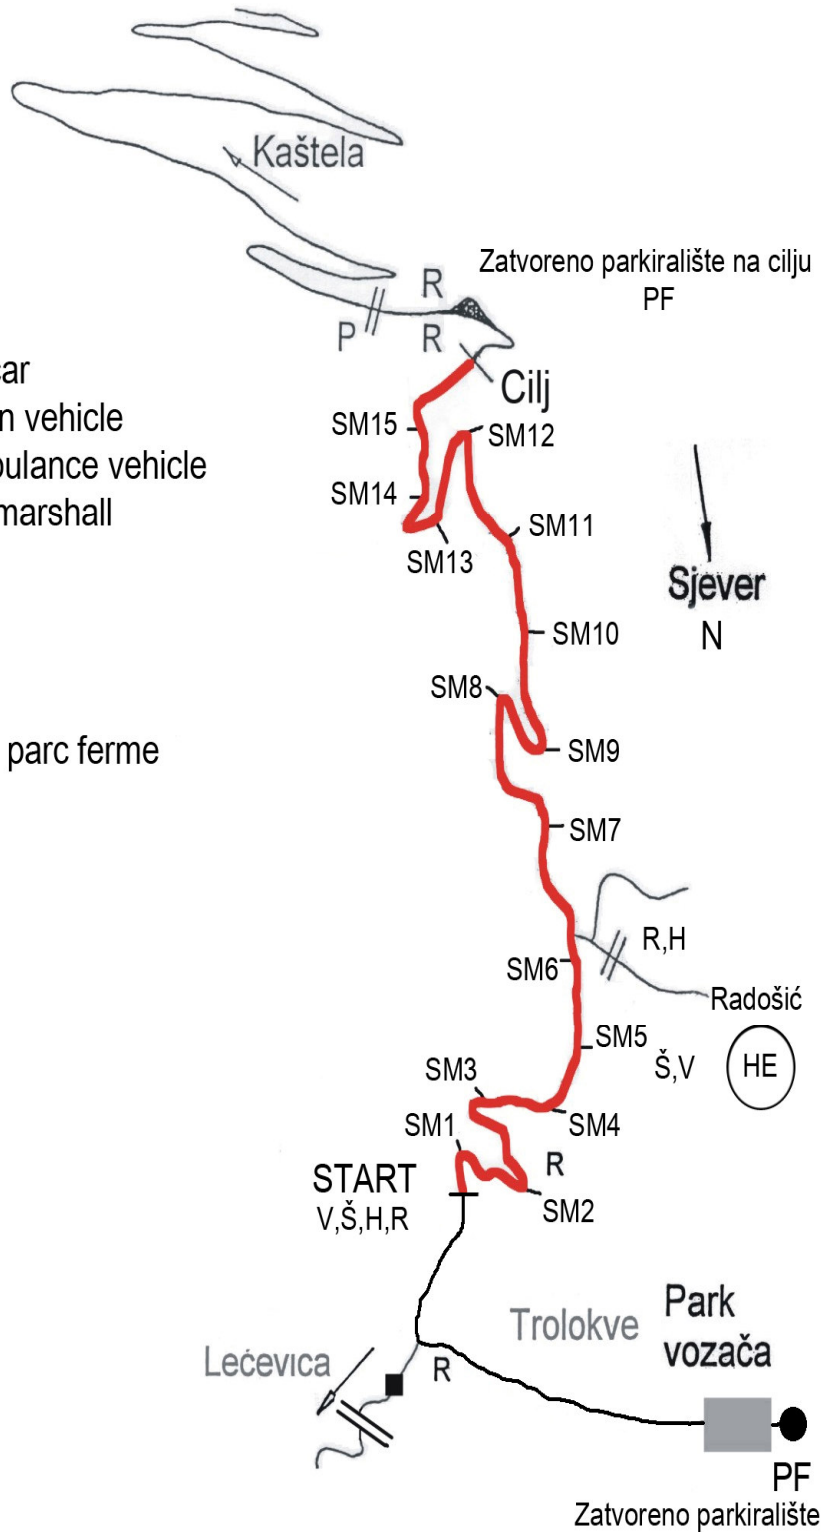 Kaštela
Zatvoreno parkiralište na cilju
PF
R
P
R
Cilj
car
n vehicle
bulance vehicle
marshall
SM15
SM12
SM14
SM11
SM13
Sjever
N
SM10
SM8
parc ferme
SM9
SM7
R,H
SM6
Radošić
SM5
Š,V
HE
SM3
SM4
SM1
R
START
SM2
V,Š,H,R
Trolokve
Park
vozača
Lećevica
R
PF
Zatvoreno parkiralište